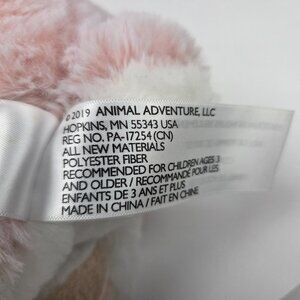 ©2019 ANIMAL ADVENTURE, LLC
HOPKINS, MN 55343 USA
REG NO. PA-17254 (CN)
ALL NEW MATERIALS
POLYESTER FIBER
RECOMMENDED FOR CHILDREN AGES 3
AND OLDER / RECOMMANDÉ POUR LES
ENFANTS DE 3 ANS ET PLUS
MADE IN CHINA / FAIT EN CHINE